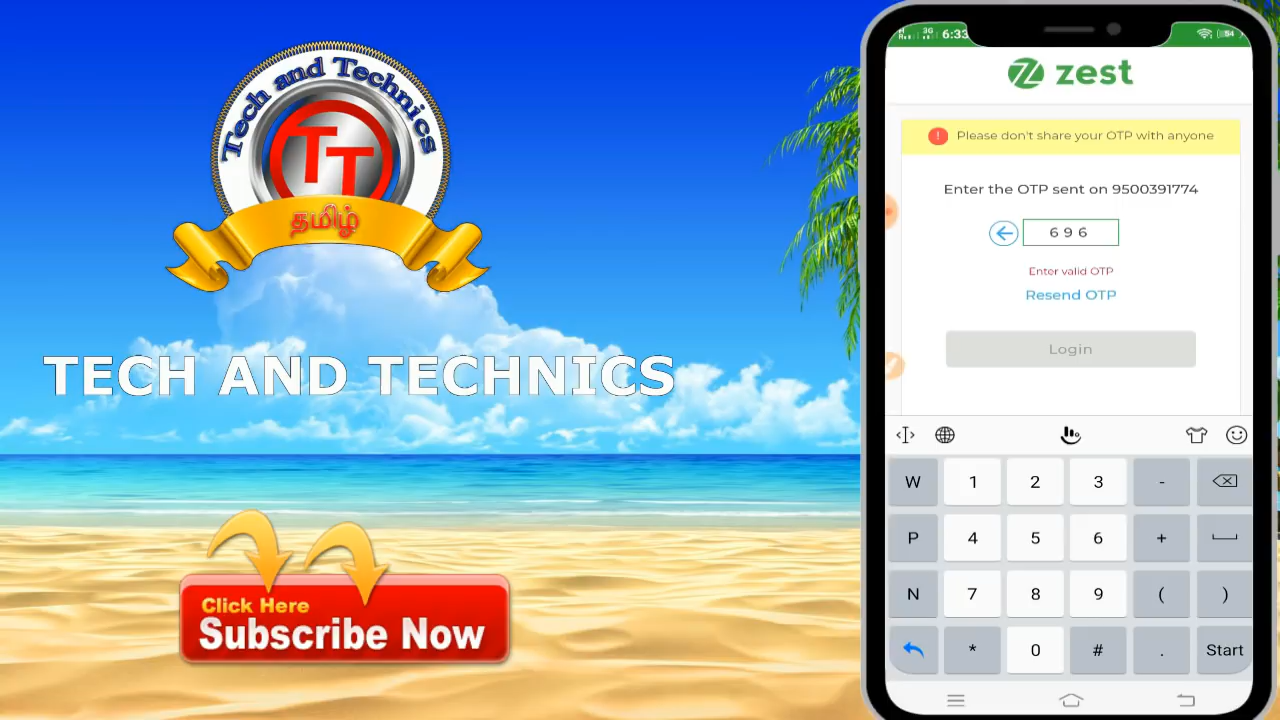 Tech and Technics
TT
தமிழ்
TECH AND TECHNICS
Click Here
Subscribe Now
3G
6:33
54
zest
Please don't share your OTP with anyone
Enter the OTP sent on 9500391774
6 9 6
Enter valid OTP
Resend OTP
Login
W 1 2 3 -
P 4 5 6 +
N 7 8 9 ( )
* 0 # . Start